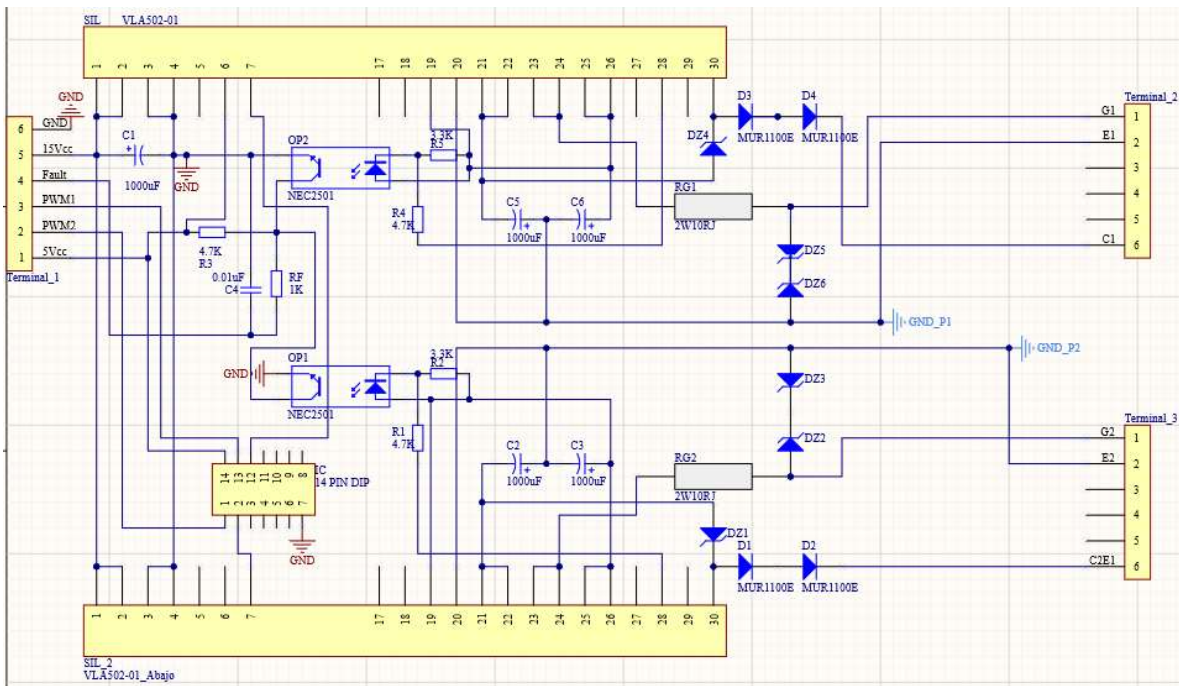 SIL VLA502-01
1 2 3 4 5 6 7 17 18 19 20 21 22 23 24 25 26 27 28 29 30
GND
6 GND
5 15Vcc
4 Fault
3 PWM1
2 PWM2
1 5Vcc
Terminal_1
C1
1000uF
GND
OP2
NEC2501
3.3K
R5
R4
4.7K
4.7K
R3
0.01uF
C4
RF
1K
C5
1000uF
C6
1000uF
DZ4
D3
MUR1100E
D4
MUR1100E
RG1
2W10RJ
DZ5
DZ6
Terminal_2
G1 1
E1 2
3
4
5
C1 6
GND_P1
GND_P2
OP1
GND
NEC2501
3.3K
R2
R1
4.7K
C2
1000uF
C3
1000uF
DZ3
DZ2
RG2
2W10RJ
DZ1
D1
MUR1100E
D2
MUR1100E
Terminal_3
G2 1
E2 2
3
4
5
C2E1 6
14 13 12 11 10 9 8
1 2 3 4 5 6 7
IC
14 PIN DIP
GND
1 2 3 4 5 6 7 17 18 19 20 21 22 23 24 25 26 27 28 29 30
SIL_2
VLA502-01_Abajo